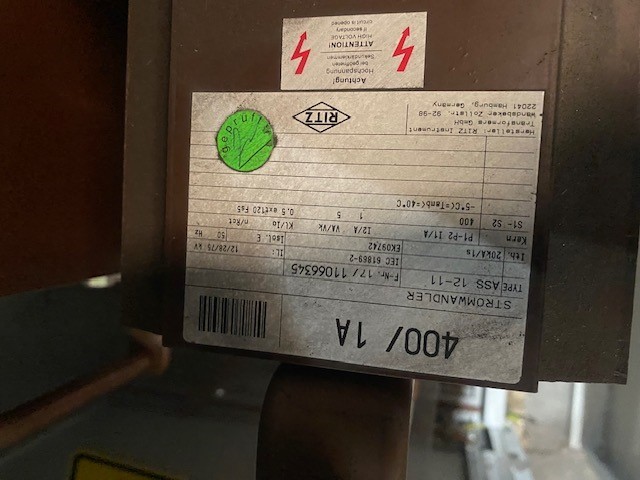 400/ 1A
STROMWANDLER
TYPE ASS 12-11
F-Nr. 17/ 11066345
Ith 20kA/1s
IEC 61869-2
IL: 12/28/75 kV
EK09742
Isol. E
50 Hz
Kern P1-P2 I1/A I2/A VA/Vk Kl/Io n/Rct
S1- S2 400 1 5 0.5 ext120 Fs5
-5°C<=Tamb<=40°C
Hersteller: RITZ Instrument
Transformers GmbH
Wandsbeker Zollstr. 92-98
22041 Hamburg, Germany
RITZ
geprüft
Achtung!
Hochspannung
bei geöffneten
Sekundärklemmen
ATTENTION!
HIGH VOLTAGE
if secondary
circuit is opened